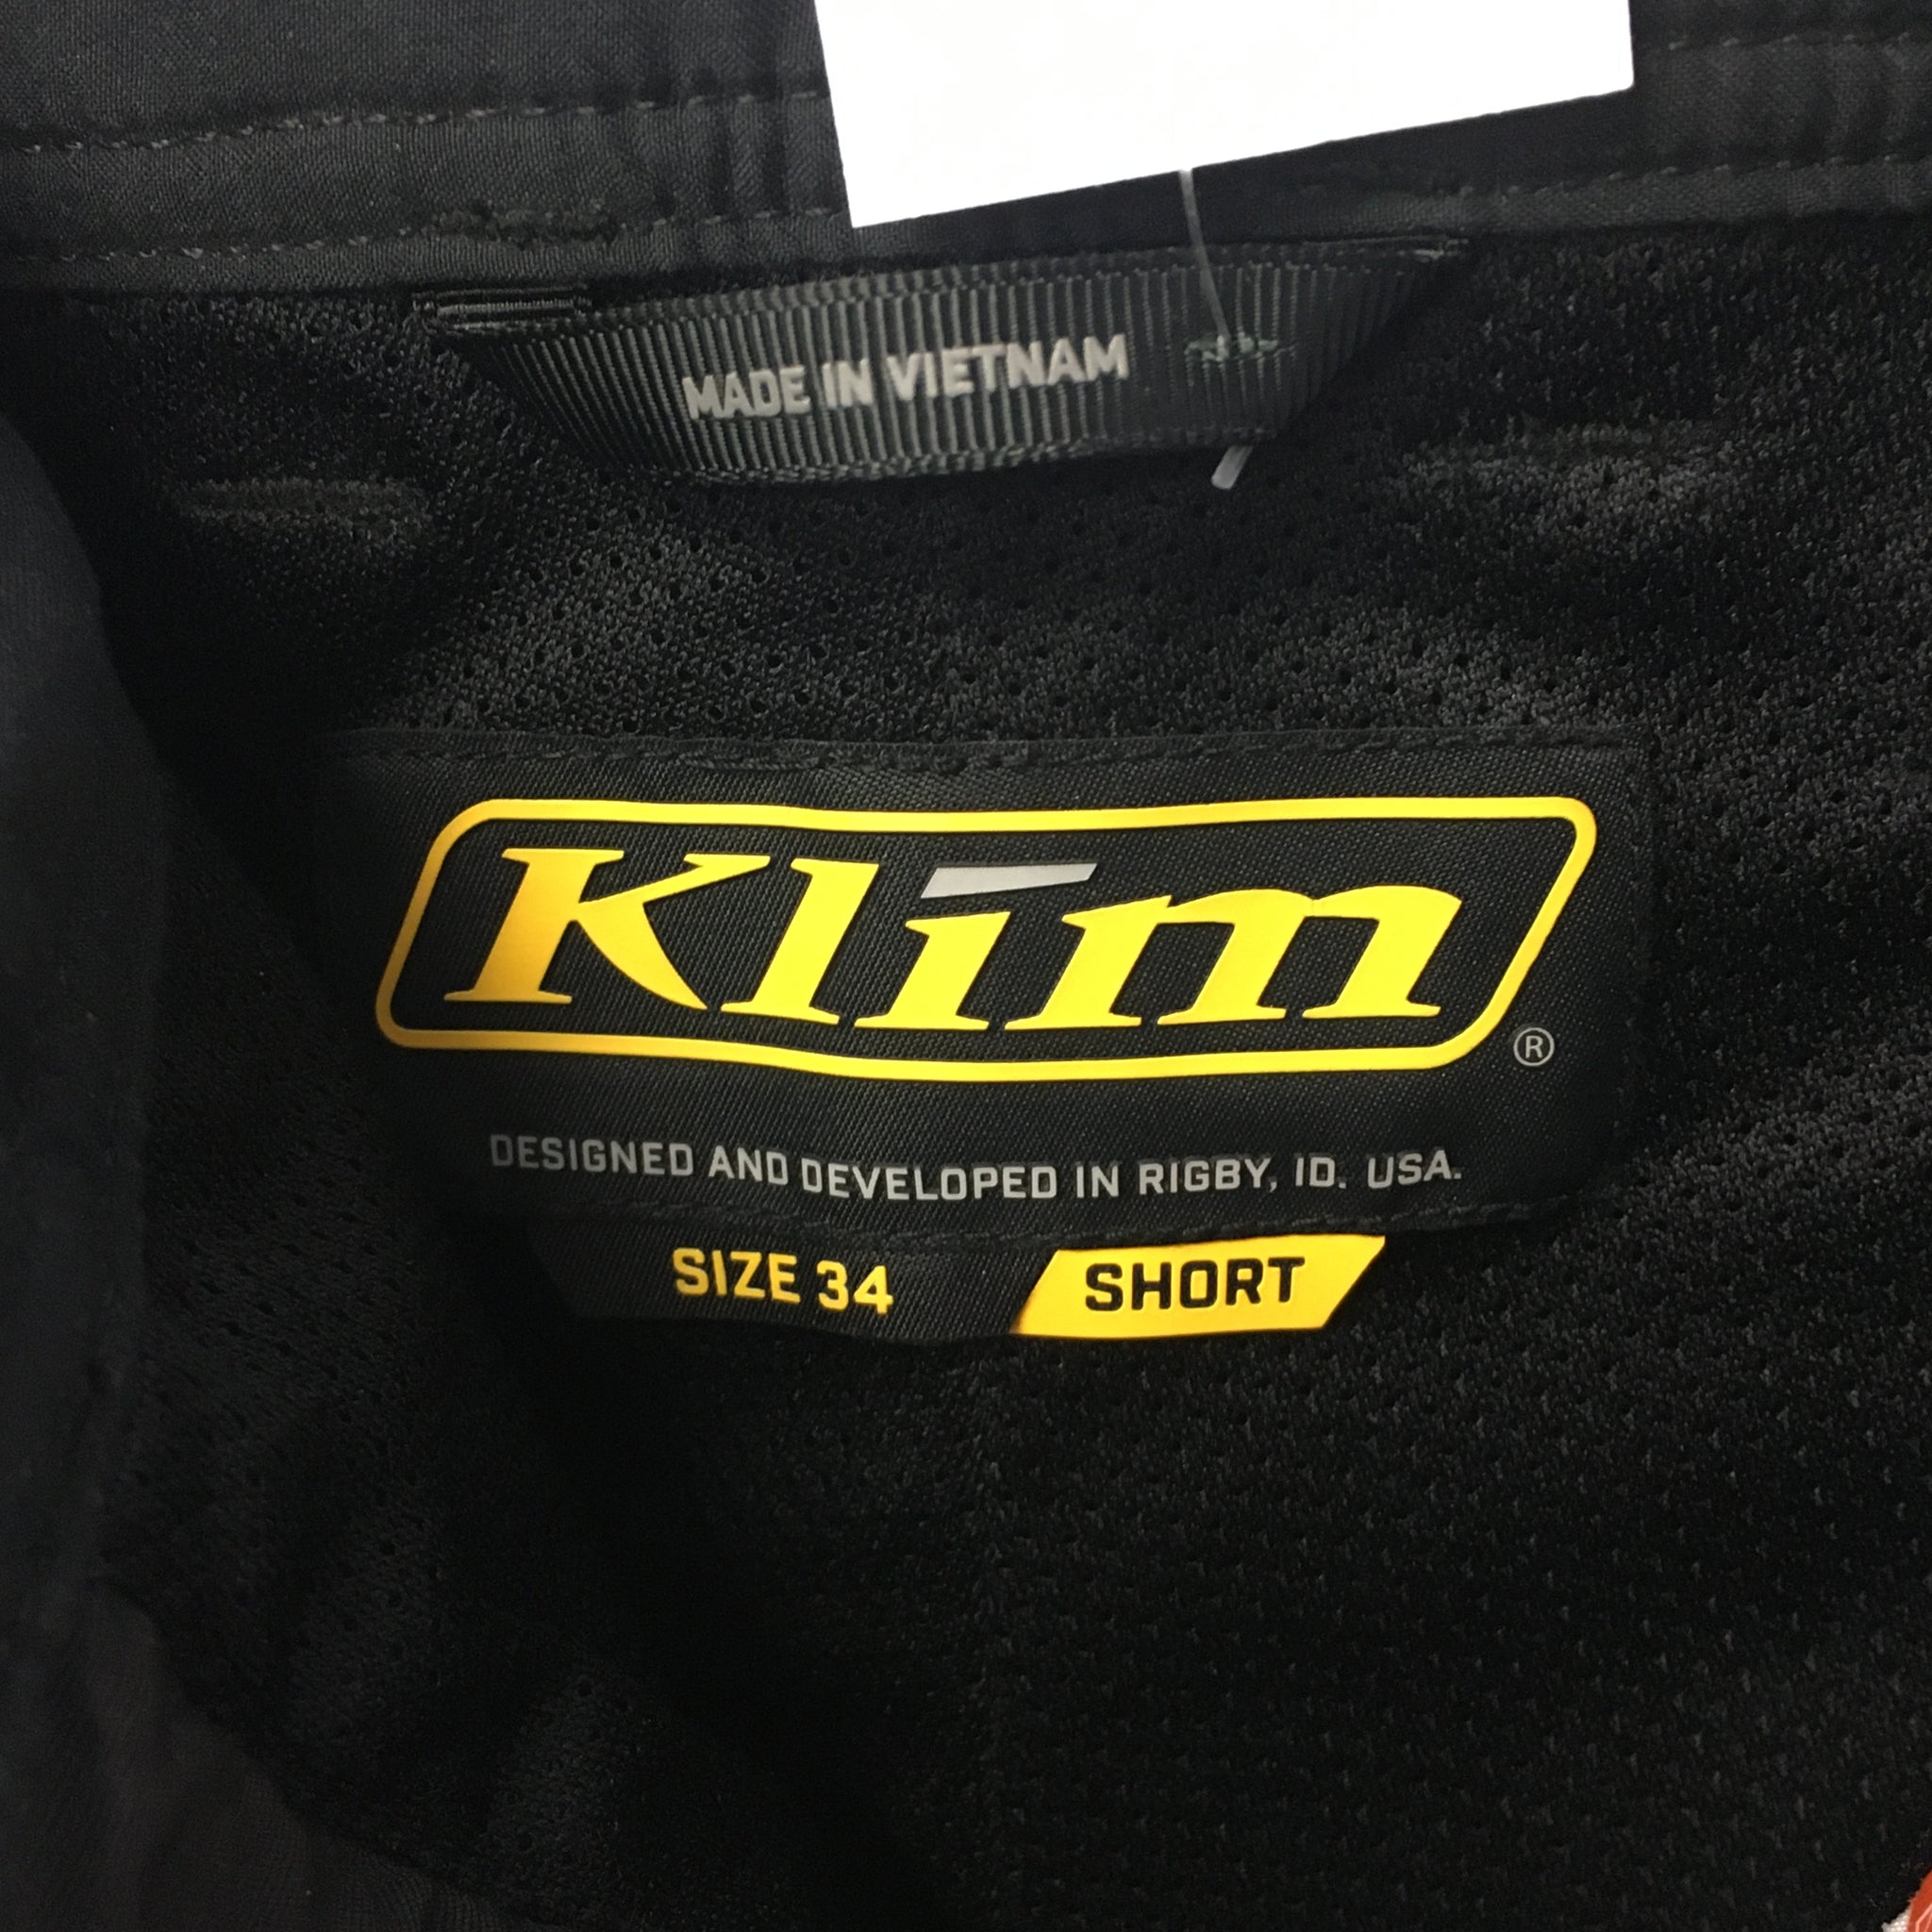 MADE IN VIETNAM
Klim
®
DESIGNED AND DEVELOPED IN RIGBY, ID. USA.
SIZE 34 SHORT